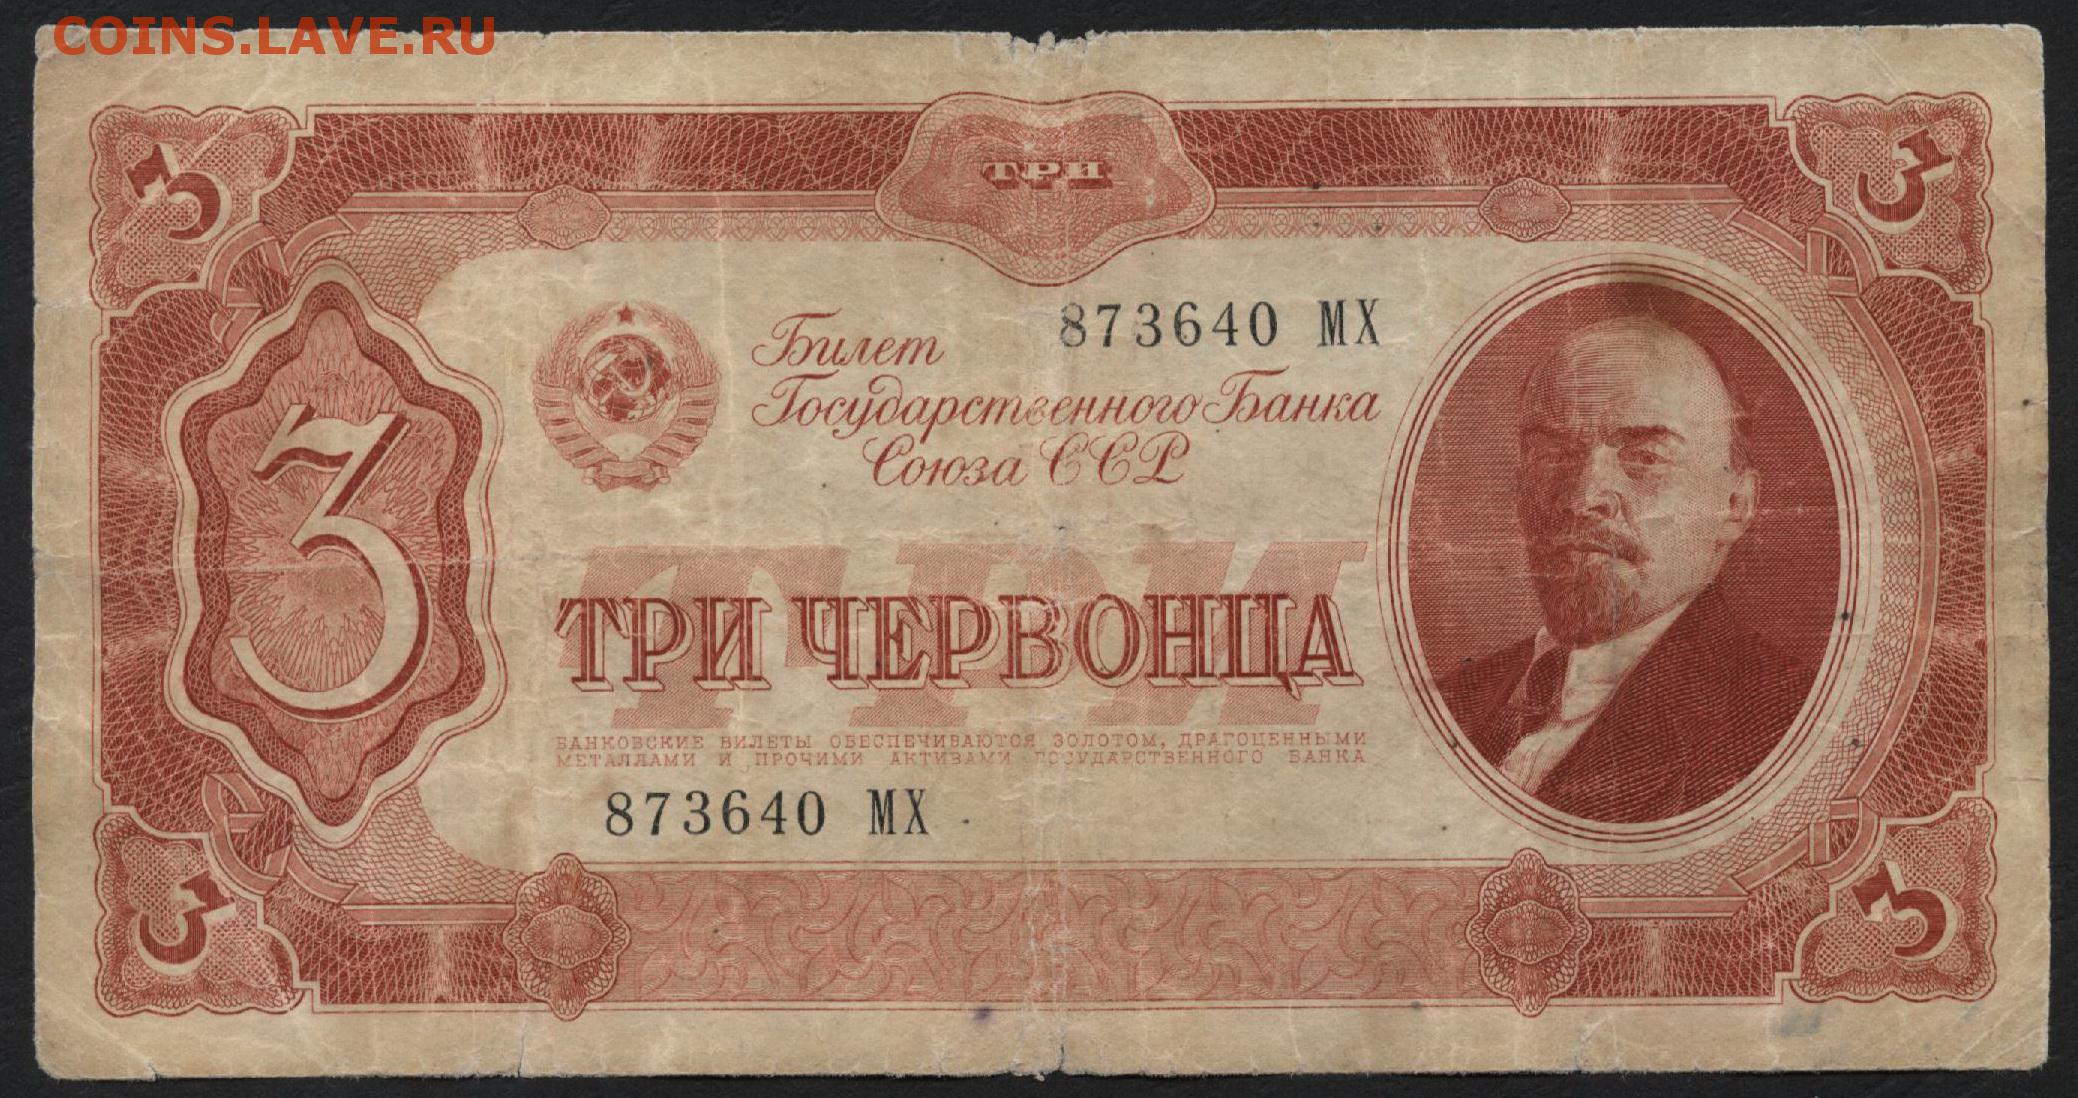 COINS.LAVE.RU
3
ТРИ
3
873640 МХ
Билет
Государственного Банка
Союза ССР
3
ТРИ
ТРИ ЧЕРВОНЦА
БАНКОВСКИЕ БИЛЕТЫ ОБЕСПЕЧИВАЮТСЯ ЗОЛОТОМ, ДРАГОЦЕННЫМИ
МЕТАЛЛАМИ И ПРОЧИМИ АКТИВАМИ ГОСУДАРСТВЕННОГО БАНКА
873640 МХ
3
3